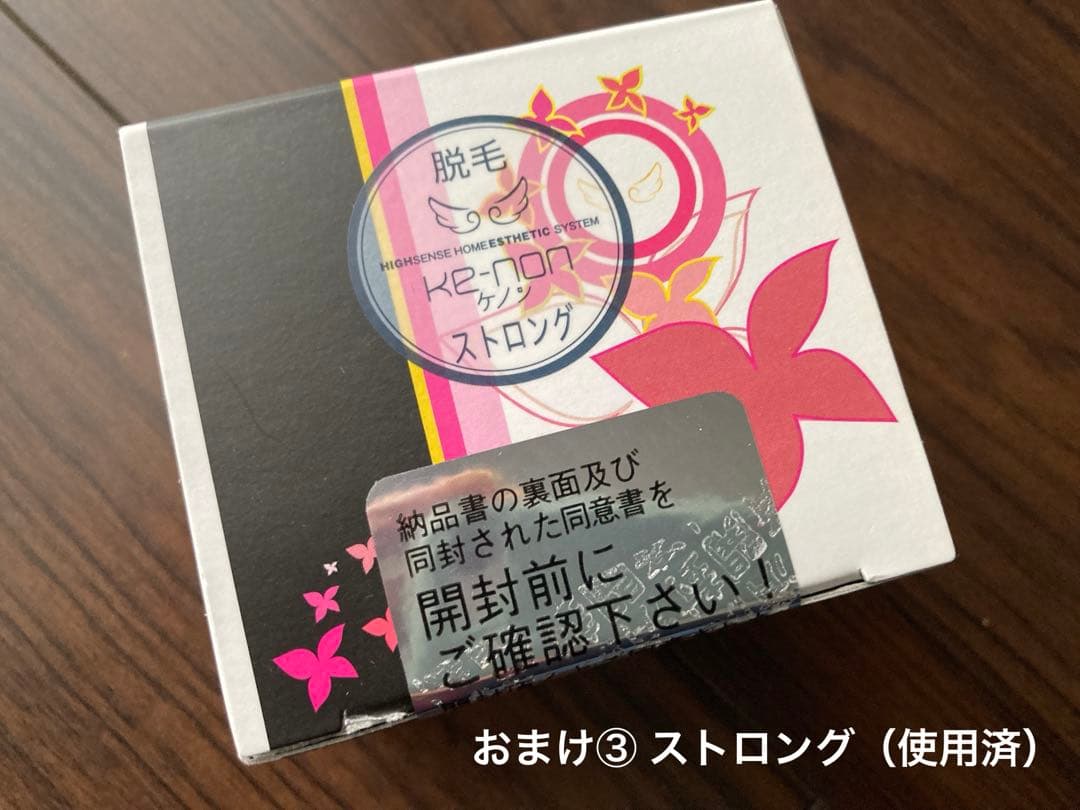 脱毛
HIGHSENSE HOME ESTHETIC SYSTEM
Ke-non
ケノン
ストロング
納品書の裏面及び
同封された同意書を
開封前に
ご確認下さい!
おまけ③ ストロング（使用済）